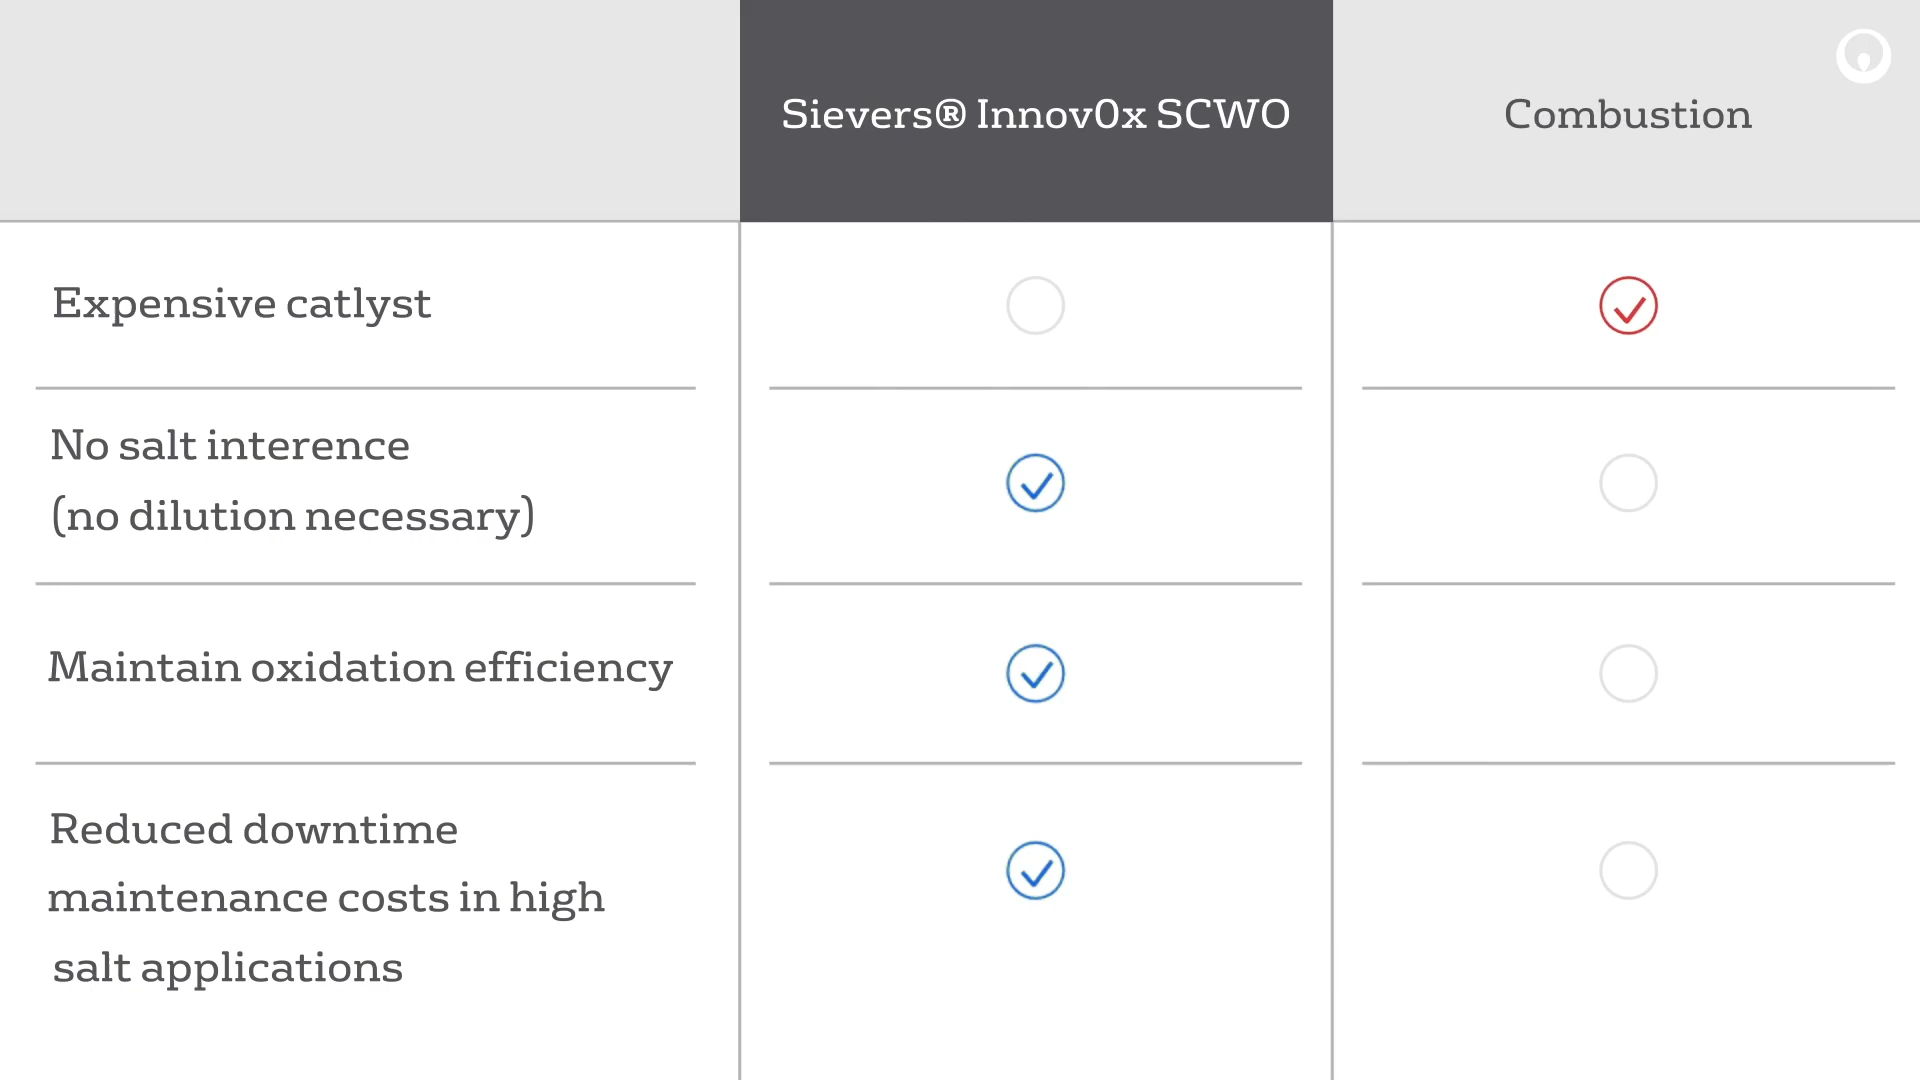 Sievers® Innov0x SCWO
Combustion
Expensive catlyst
No salt interence
(no dilution necessary)
Maintain oxidation efficiency
Reduced downtime
maintenance costs in high
salt applications